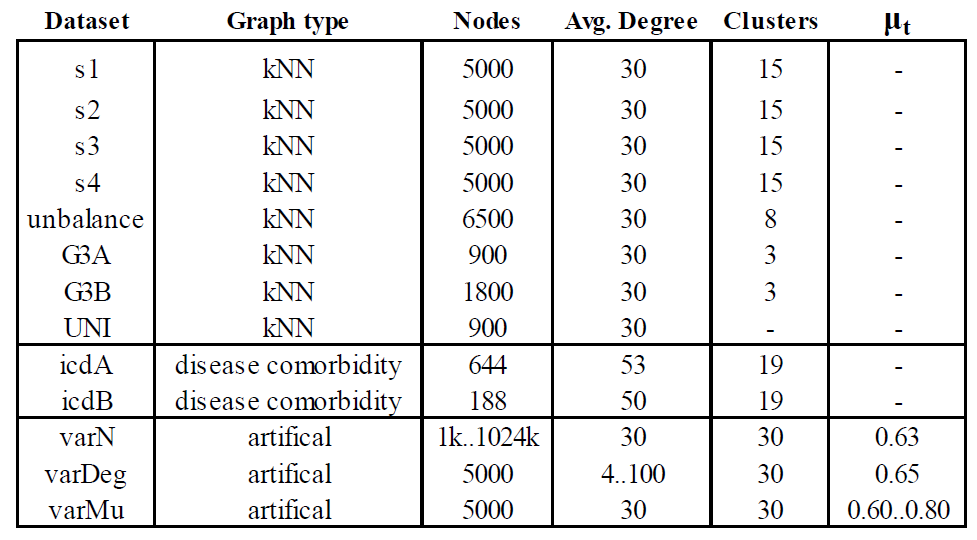 Dataset Graph type Nodes Avg. Degree Clusters μt
s1 kNN 5000 30 15 -
s2 kNN 5000 30 15 -
s3 kNN 5000 30 15 -
s4 kNN 5000 30 15 -
unbalance kNN 6500 30 8 -
G3A kNN 900 30 3 -
G3B kNN 1800 30 3 -
UNI kNN 900 30 - -
icdA disease comorbidity 644 53 19 -
icdB disease comorbidity 188 50 19 -
varN artifical 1k..1024k 30 30 0.63
varDeg artifical 5000 4..100 30 0.65
varMu artifical 5000 30 30 0.60..0.80